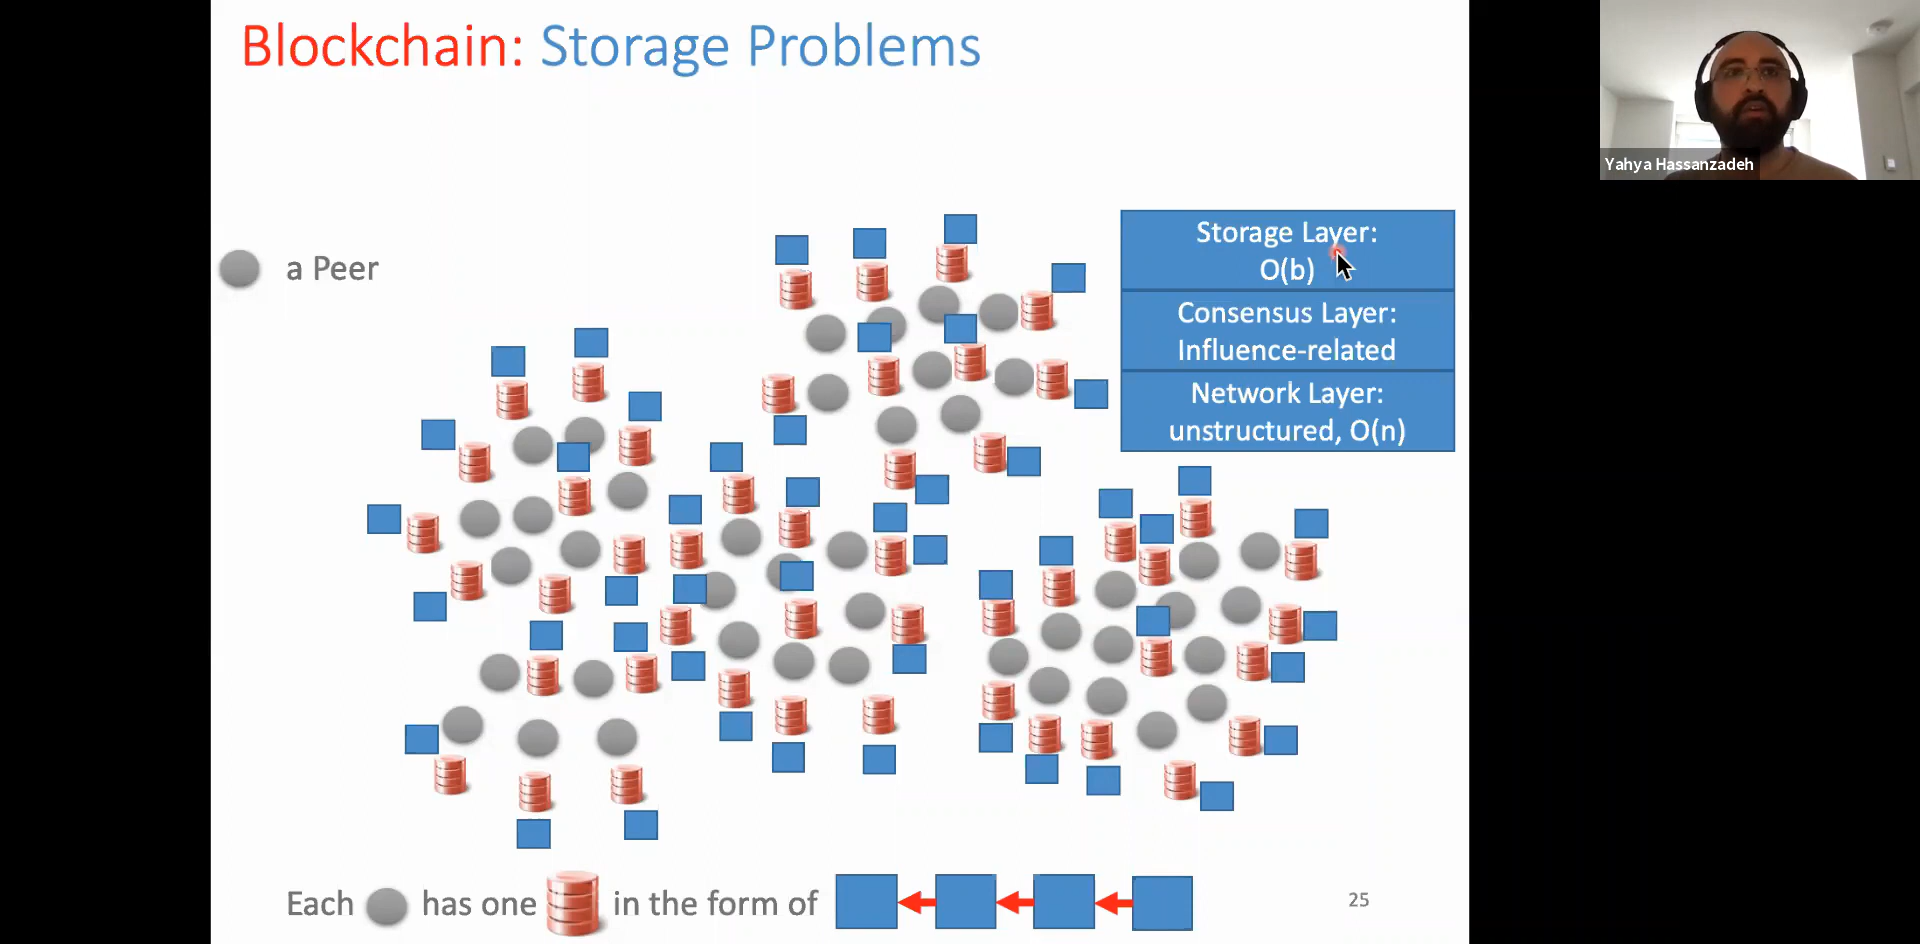 Blockchain: Storage Problems
Yahya Hassanzadeh
a Peer
Storage Layer:
O(b)
Consensus Layer:
Influence-related
Network Layer:
unstructured, O(n)
Each has one in the form of
25